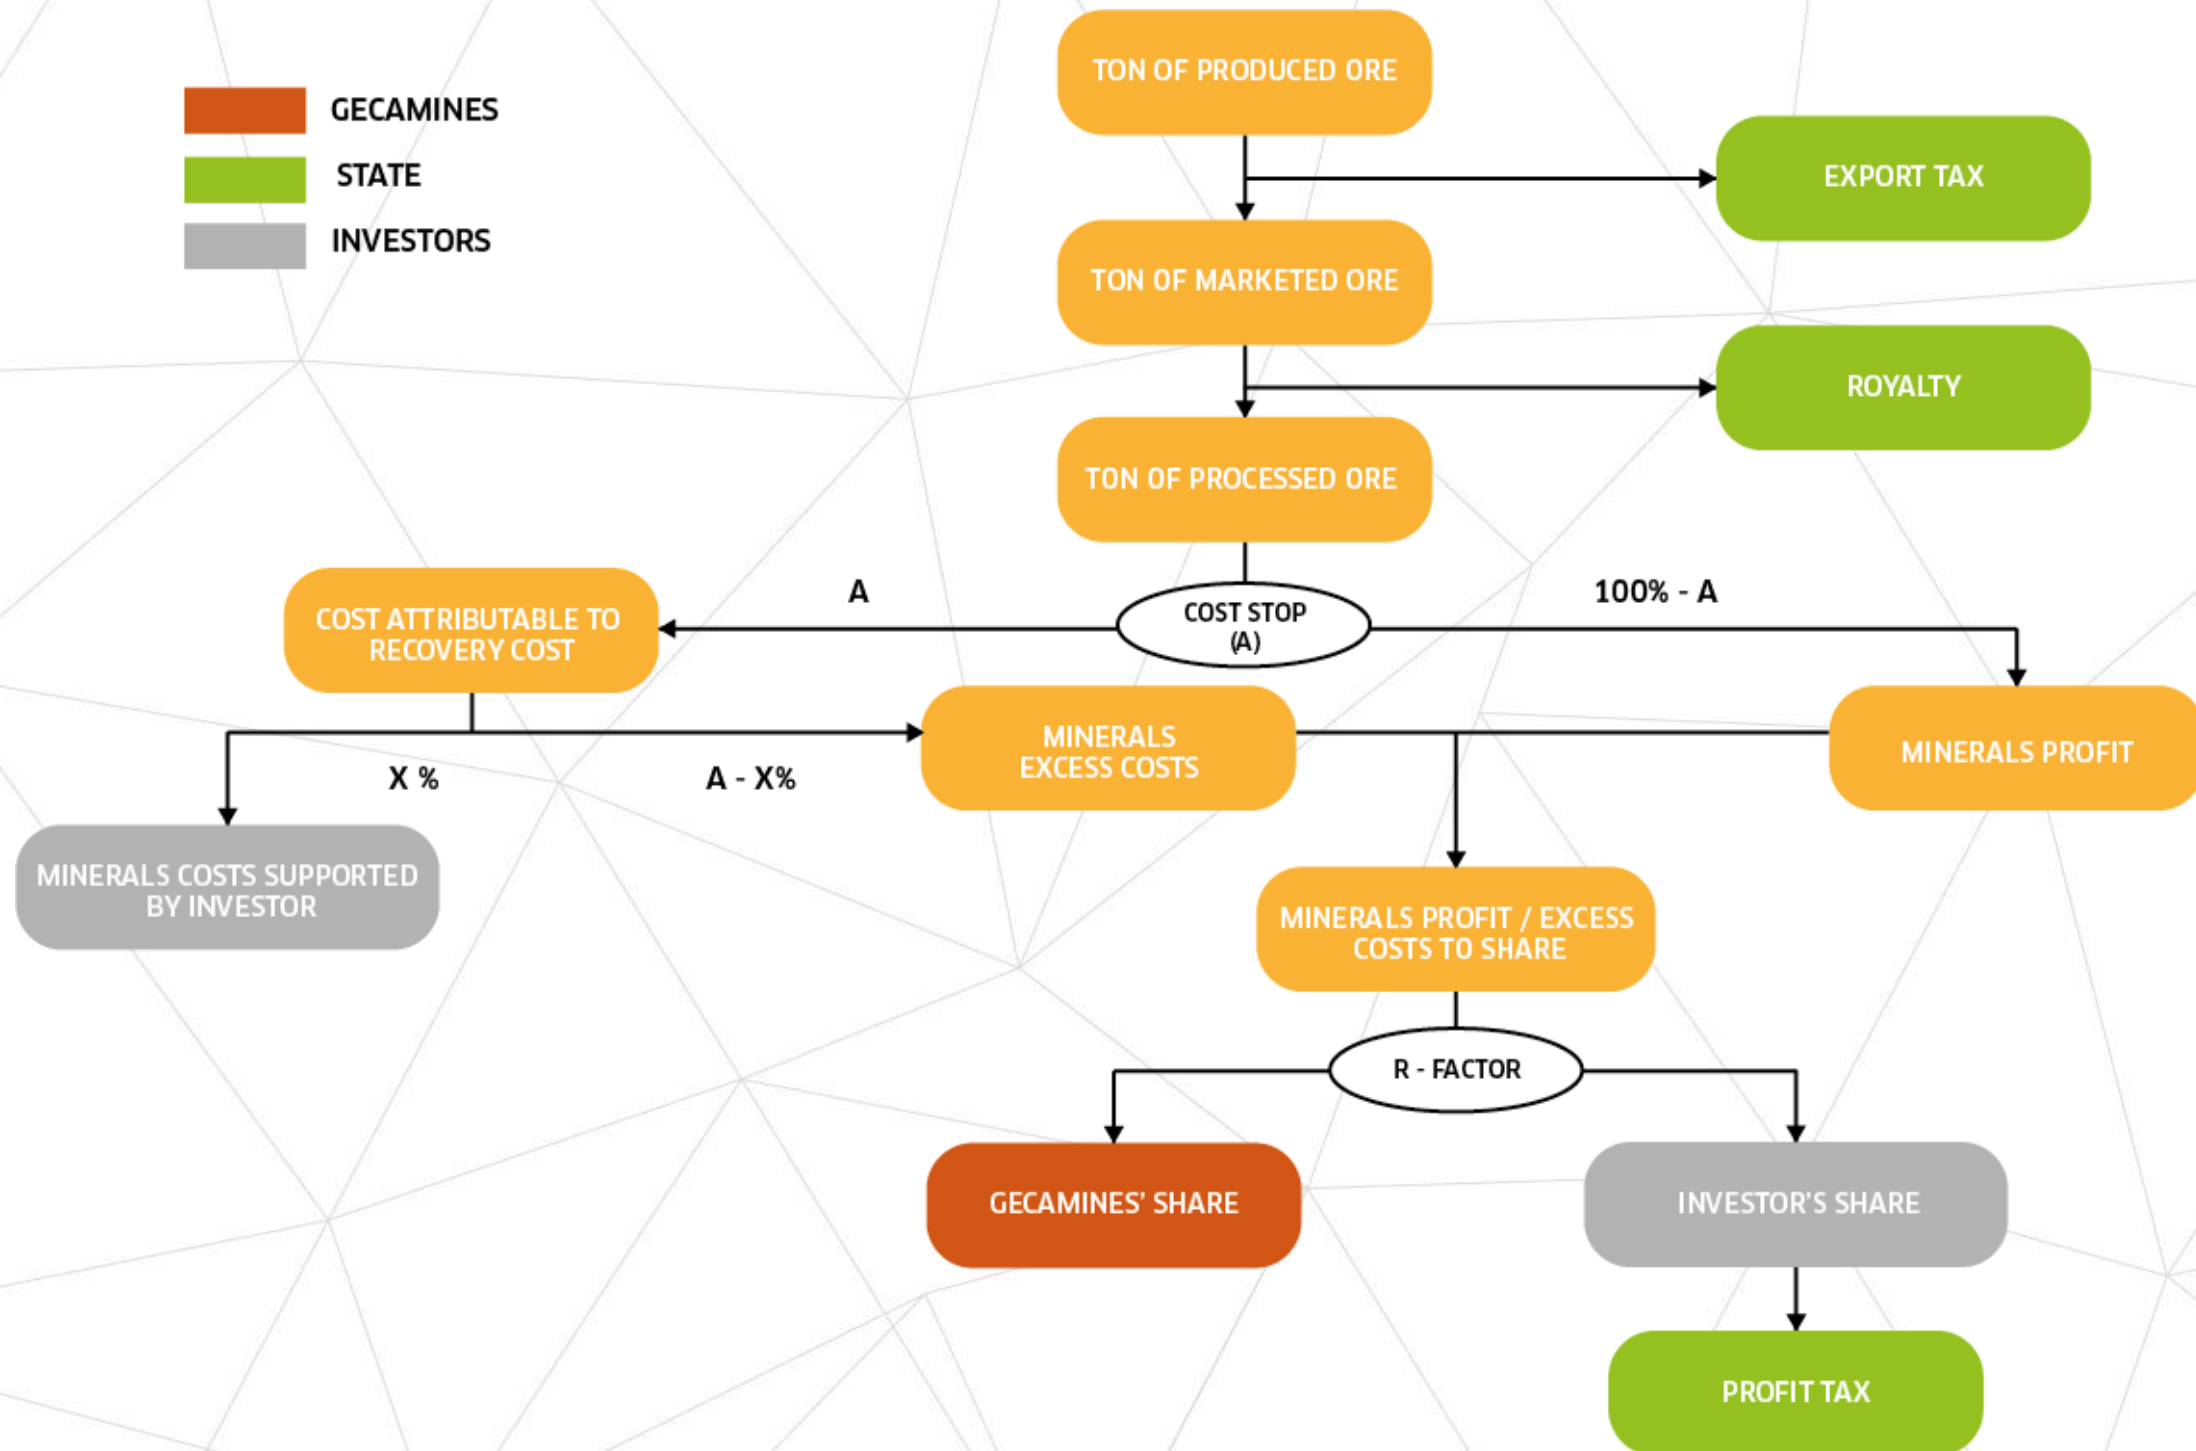 TON OF PRODUCED ORE
GECAMINES
STATE
INVESTORS
EXPORT TAX
TON OF MARKETED ORE
ROYALTY
TON OF PROCESSED ORE
A
100% - A
COST STOP
(A)
COST ATTRIBUTABLE TO
RECOVERY COST
MINERALS
EXCESS COSTS
MINERALS PROFIT
X %
A - X%
MINERALS COSTS SUPPORTED
BY INVESTOR
MINERALS PROFIT / EXCESS
COSTS TO SHARE
R - FACTOR
GECAMINES’ SHARE
INVESTOR’S SHARE
PROFIT TAX